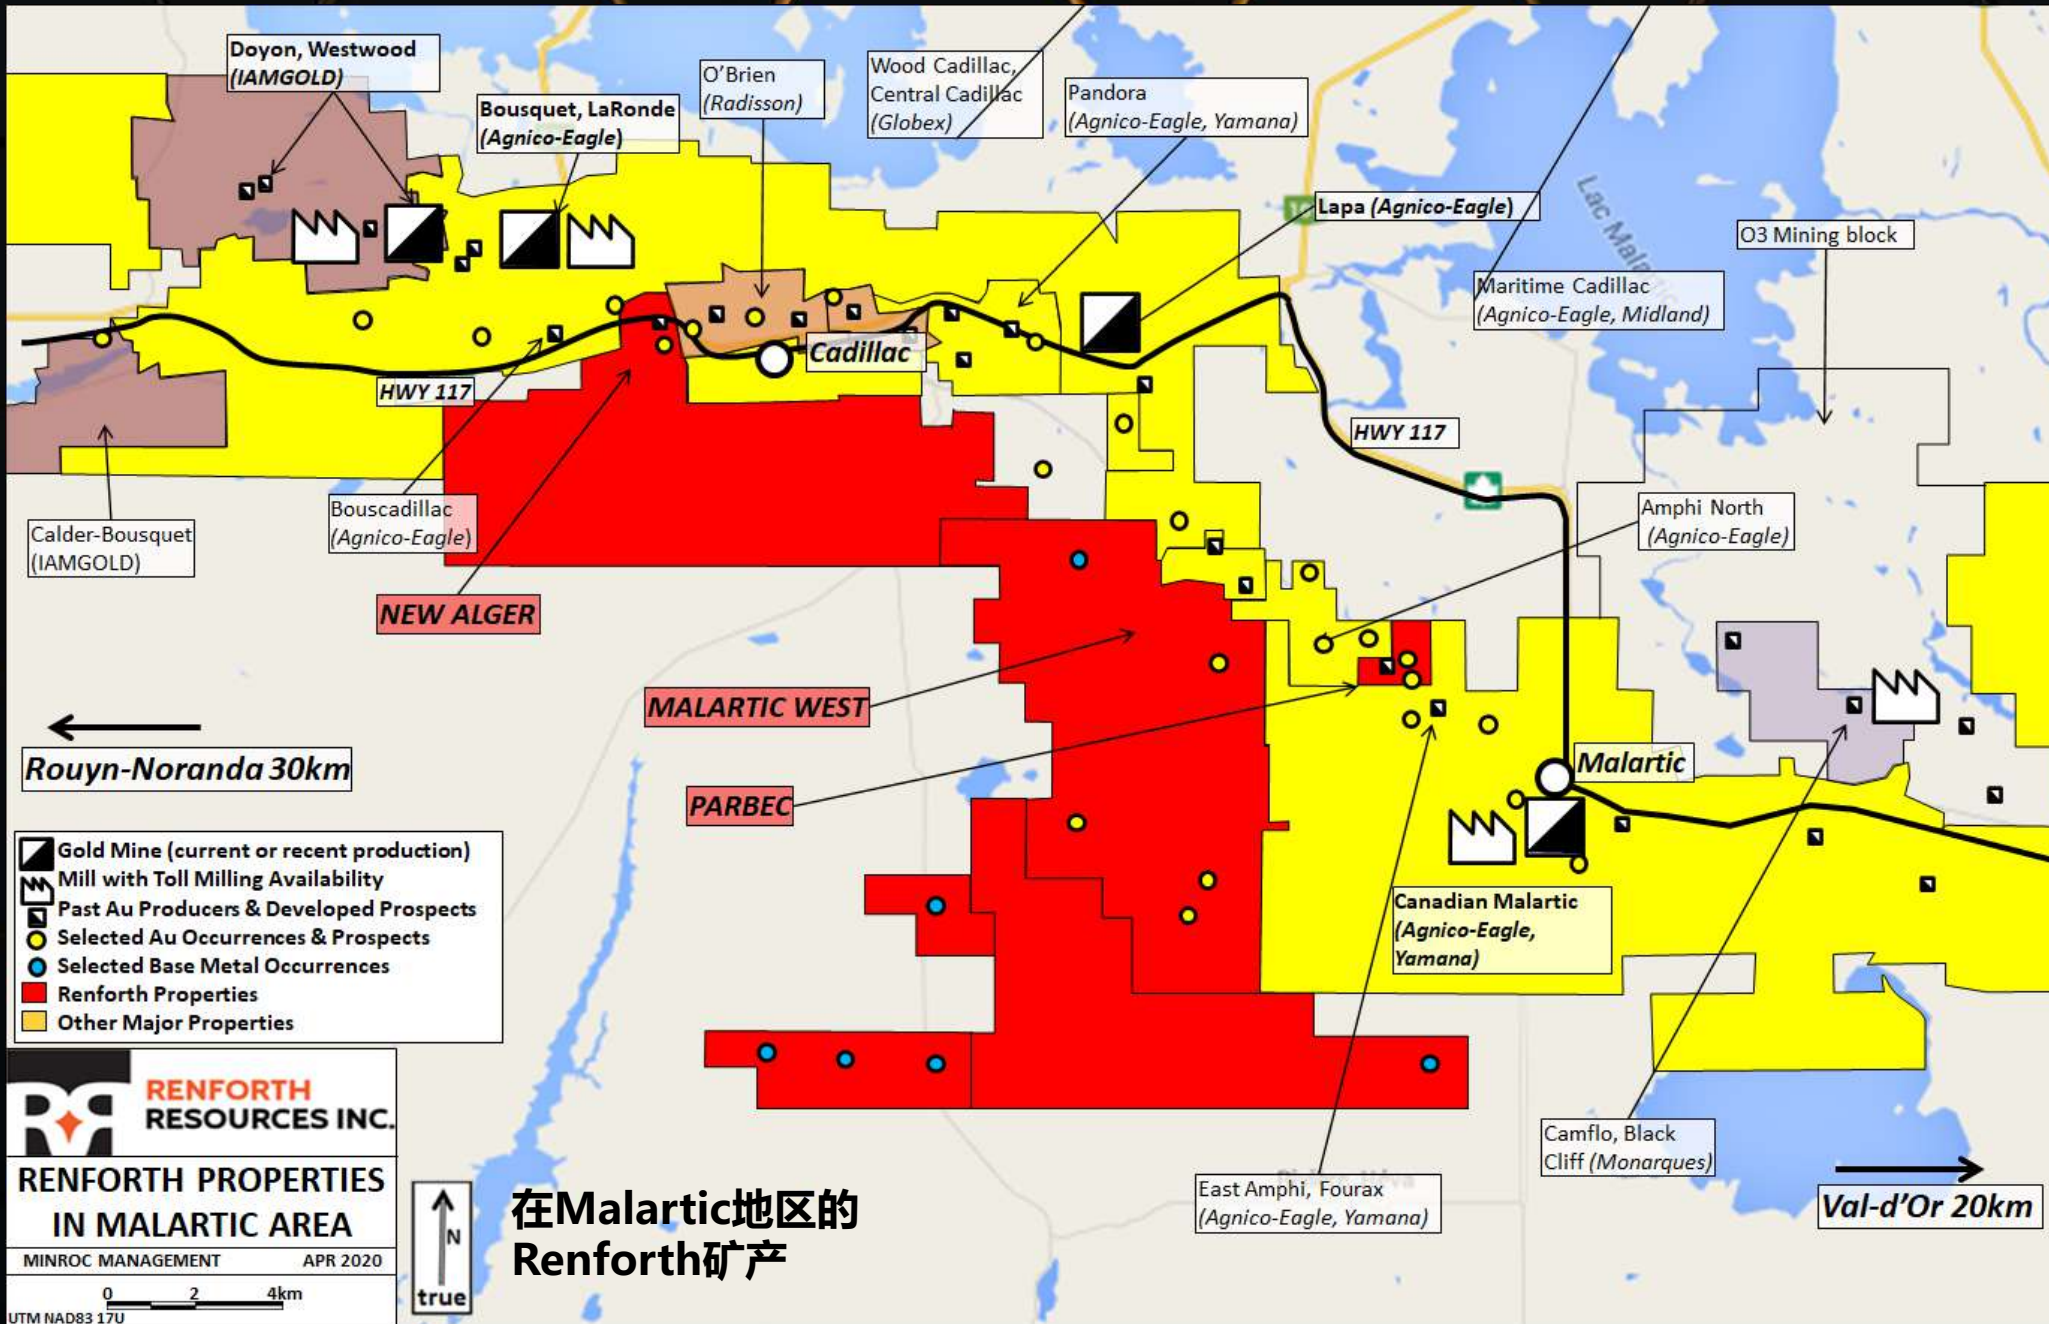 Doyon, Westwood
(IAMGOLD)
Bousquet, LaRonde
(Agnico-Eagle)
O'Brien
(Radisson)
Wood Cadillac,
Central Cadillac
(Globex)
Pandora
(Agnico-Eagle, Yamana)
Lapa (Agnico-Eagle)
Lac Malartic
O3 Mining block
Maritime Cadillac
(Agnico-Eagle, Midland)
Cadillac
HWY 117
HWY 117
Bouscadillac
(Agnico-Eagle)
Calder-Bousquet
(IAMGOLD)
Amphi North
(Agnico-Eagle)
NEW ALGER
MALARTIC WEST
PARBEC
Rouyn-Noranda 30km
Malartic
Canadian Malartic
(Agnico-Eagle,
Yamana)
Gold Mine (current or recent production)
Mill with Toll Milling Availability
Past Au Producers & Developed Prospects
Selected Au Occurrences & Prospects
Selected Base Metal Occurrences
Renforth Properties
Other Major Properties
RENFORTH
RESOURCES INC.
RENFORTH PROPERTIES
IN MALARTIC AREA
MINROC MANAGEMENT APR 2020
0 2 4km
UTM NAD83 17U
N
true
在Malartic地区的
Renforth矿产
East Amphi, Fourax
(Agnico-Eagle, Yamana)
Camflo, Black
Cliff (Monarques)
Val-d'Or 20km